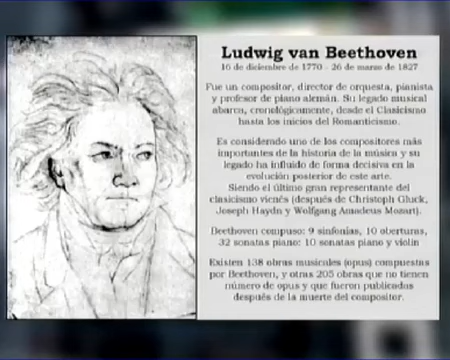 Ludwig van Beethoven
16 de diciembre de 1770 - 26 de marzo de 1827
Fue un compositor, director de orquesta, pianista
y profesor de piano alemán. Su legado musical
abarca, cronológicamente, desde el Clasicismo
hasta los inicios del Romanticismo.
Es considerado uno de los compositores más
importantes de la historia de la música y su
legado ha influido de forma decisiva en la
evolución posterior de este arte.
Siendo el último gran representante del
clasicismo vienés (después de Christoph Gluck,
Joseph Haydn y Wolfgang Amadeus Mozart).
Beethoven compuso: 9 sinfonías, 10 oberturas,
32 sonatas piano: 10 sonatas piano y violín
Existen 138 obras musicales (opus) compuestas
por Beethoven, y otras 205 obras que no tienen
número de opus y que fueron publicadas
después de la muerte del compositor.